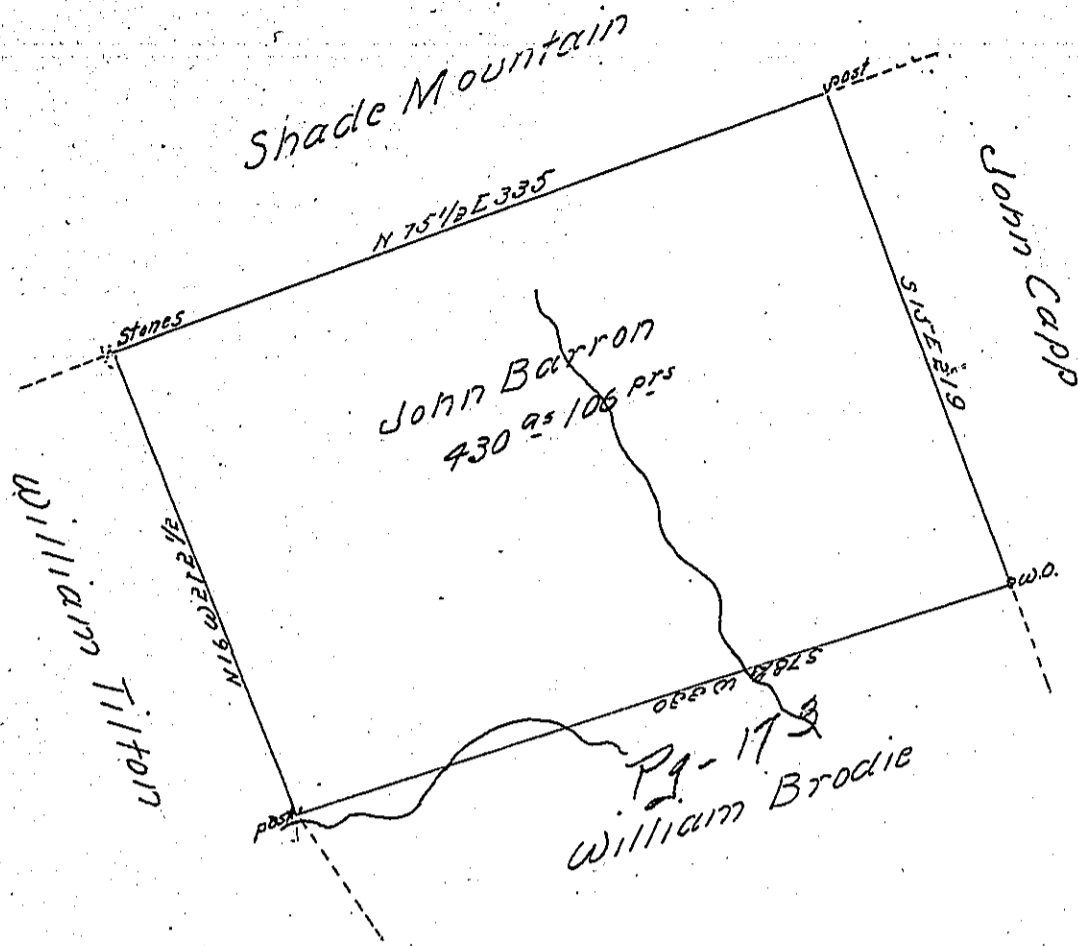 Shade Mountain
post
N 75 1/2 E 335
Stones
John Capp
S 15 E 219
John Barron
430 as 106 prs
William Tilton
N 16 W 212 1/2
W.O.
W 330
post
Pg - 173
William Brodie